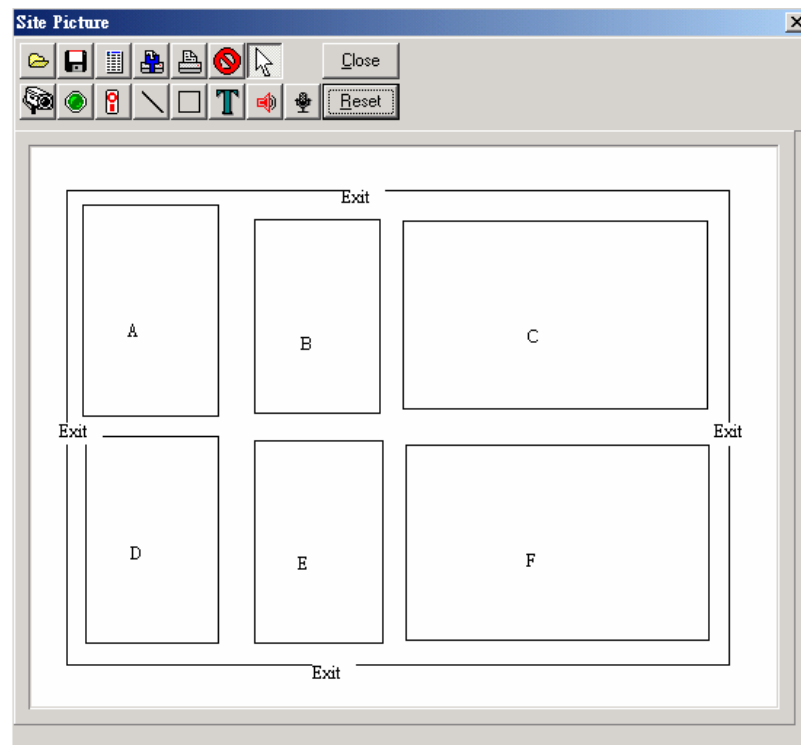 Site Picture
Close
T
Reset
Exit
A
B
C
Exit
Exit
D
E
F
Exit